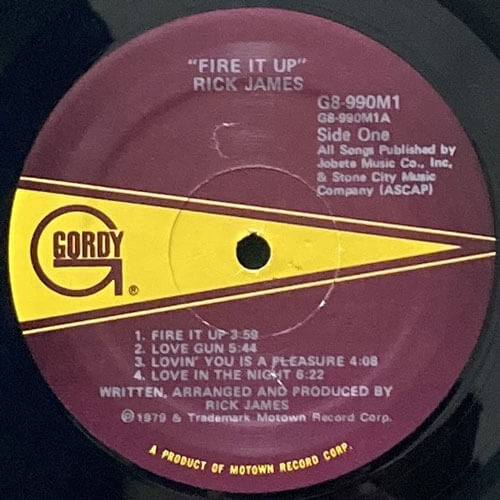 "FIRE IT UP"
RICK JAMES
G8-990M1
G8-990M1A
Side One
All Songs Published by
Jobete Music Co., Inc.
& Stone City Music
Company (ASCAP)
GORDY
G ®
1. FIRE IT UP 3:59
2. LOVE GUN 5:44
3. LOVIN' YOU IS A PLEASURE 4:08
4. LOVE IN THE NIGHT 6:22
WRITTEN, ARRANGED AND PRODUCED BY
RICK JAMES
℗1979 & Trademark Motown Record Corp.
A PRODUCT OF MOTOWN RECORD CORP.